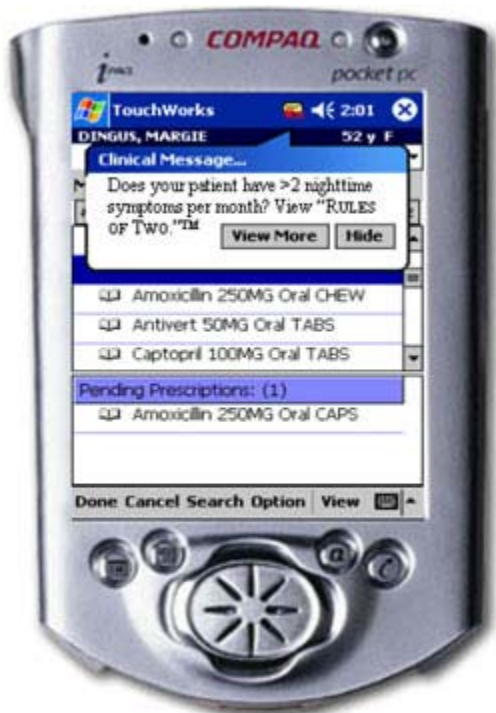 COMPAQ
iPAQ
pocket pc
TouchWorks 2:01
DINGUS, MARGIE 52 y F
Clinical Message...
Does your patient have >2 nighttime
symptoms per month? View "RULES
OF TWO."™
View More Hide
Amoxicillin 250MG Oral CHEW
Antivert 50MG Oral TABS
Captopril 100MG Oral TABS
Pending Prescriptions: (1)
Amoxicillin 250MG Oral CAPS
Done Cancel Search Option View